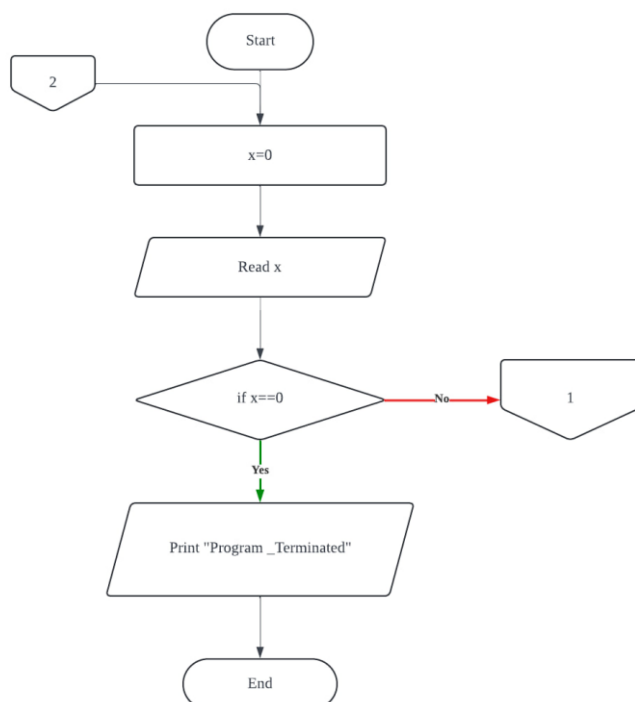 Start
2
x=0
Read x
if x==0
No
1
Yes
Print "Program _Terminated"
End